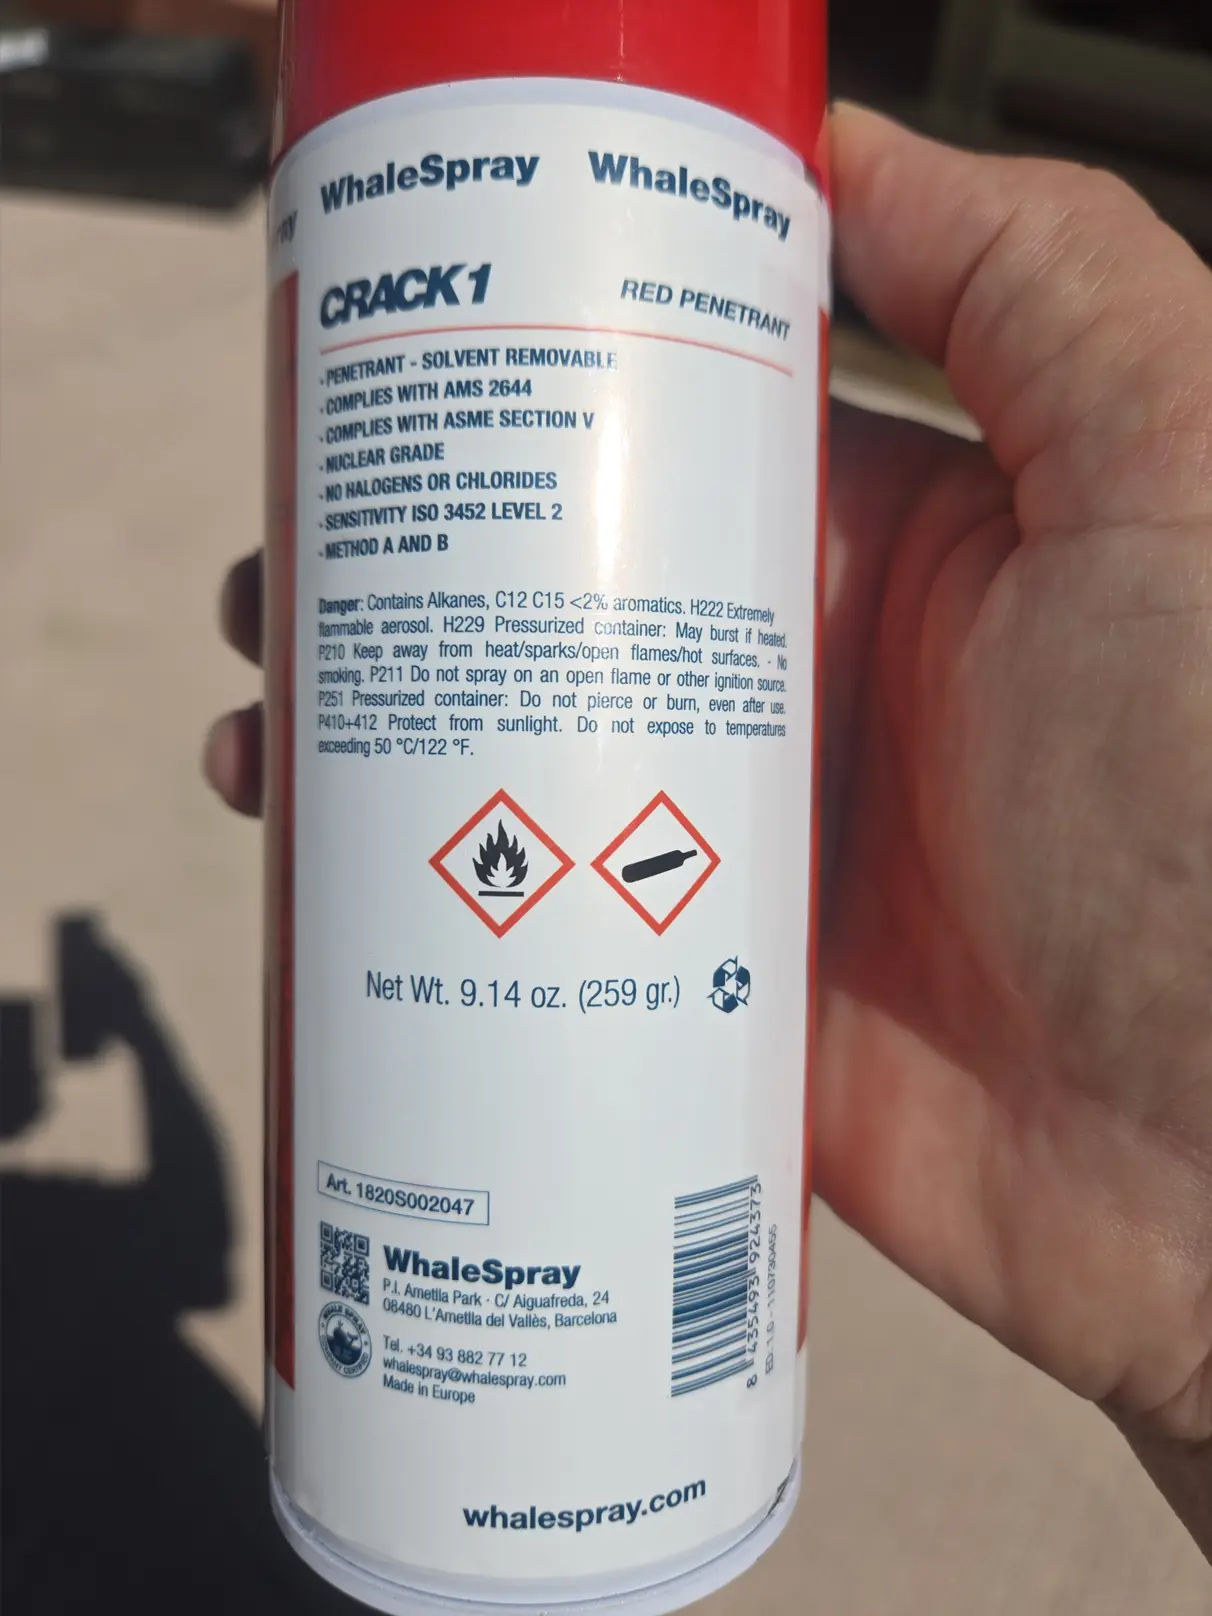 WhaleSpray WhaleSpray
CRACK1 RED PENETRANT
- PENETRANT - SOLVENT REMOVABLE
- COMPLIES WITH AMS 2644
- COMPLIES WITH ASME SECTION V
- NUCLEAR GRADE
- NO HALOGENS OR CHLORIDES
- SENSITIVITY ISO 3452 LEVEL 2
- METHOD A AND B
Danger: Contains Alkanes, C12 C15 <2% aromatics. H222 Extremely
flammable aerosol. H229 Pressurized container: May burst if heated.
P210 Keep away from heat/sparks/open flames/hot surfaces. - No
smoking. P211 Do not spray on an open flame or other ignition source.
P251 Pressurized container: Do not pierce or burn, even after use.
P410+412 Protect from sunlight. Do not expose to temperatures
exceeding 50 °C/122 °F.
Net Wt. 9.14 oz. (259 gr.)
Art. 1820S002047
WhaleSpray
P.I. Ametlla Park · C/ Aiguafreda, 24
08480 L'Ametlla del Vallès, Barcelona
Tel. +34 93 882 77 12
whalespray@whalespray.com
Made in Europe
8 435493 924373
ED. 1.0 - 110730455
whalespray.com